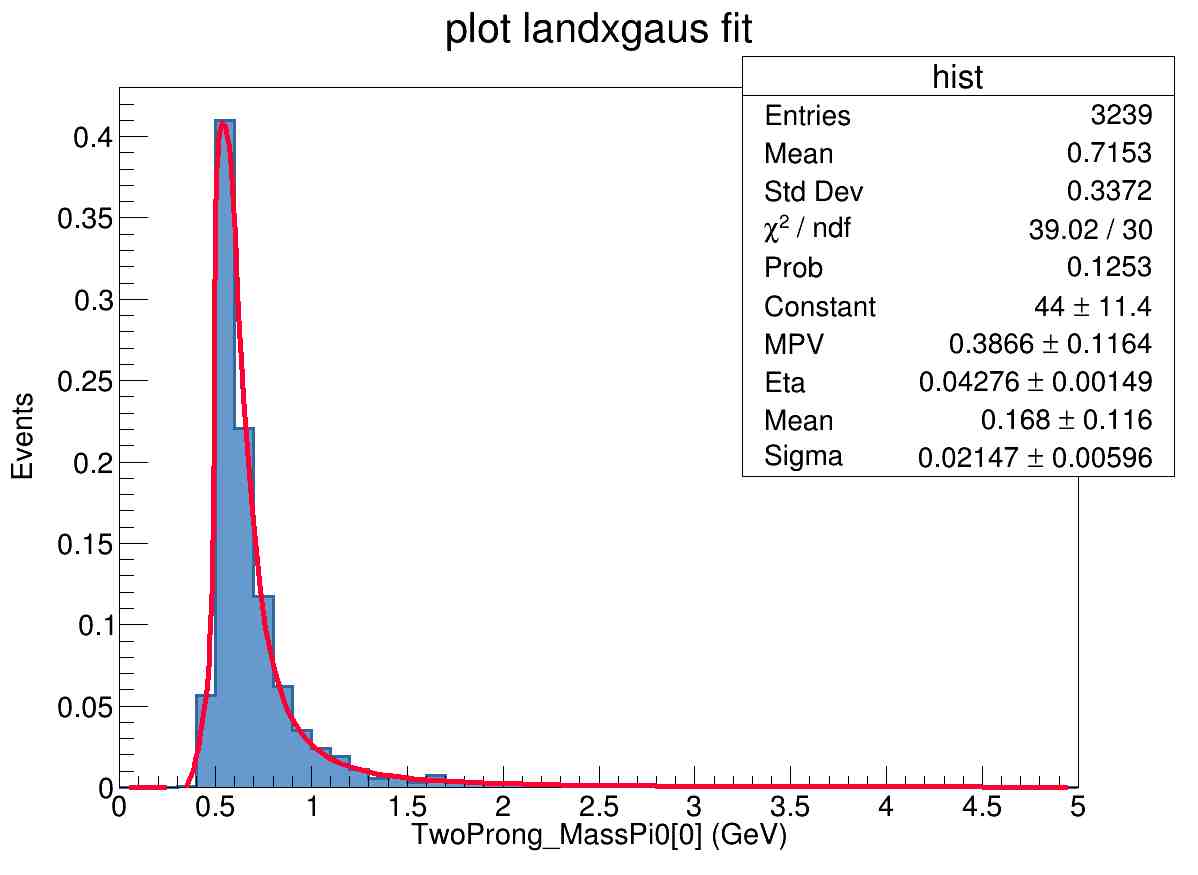 plot landxgaus fit
hist
Entries 3239
Mean 0.7153
Std Dev 0.3372
χ² / ndf 39.02 / 30
Prob 0.1253
Constant 44 ± 11.4
MPV 0.3866 ± 0.1164
Eta 0.04276 ± 0.00149
Mean 0.168 ± 0.116
Sigma 0.02147 ± 0.00596
Events
0.4
0.35
0.3
0.25
0.2
0.15
0.1
0.05
0
0 0.5 1 1.5 2 2.5 3 3.5 4 4.5 5
TwoProng_MassPi0[0] (GeV)